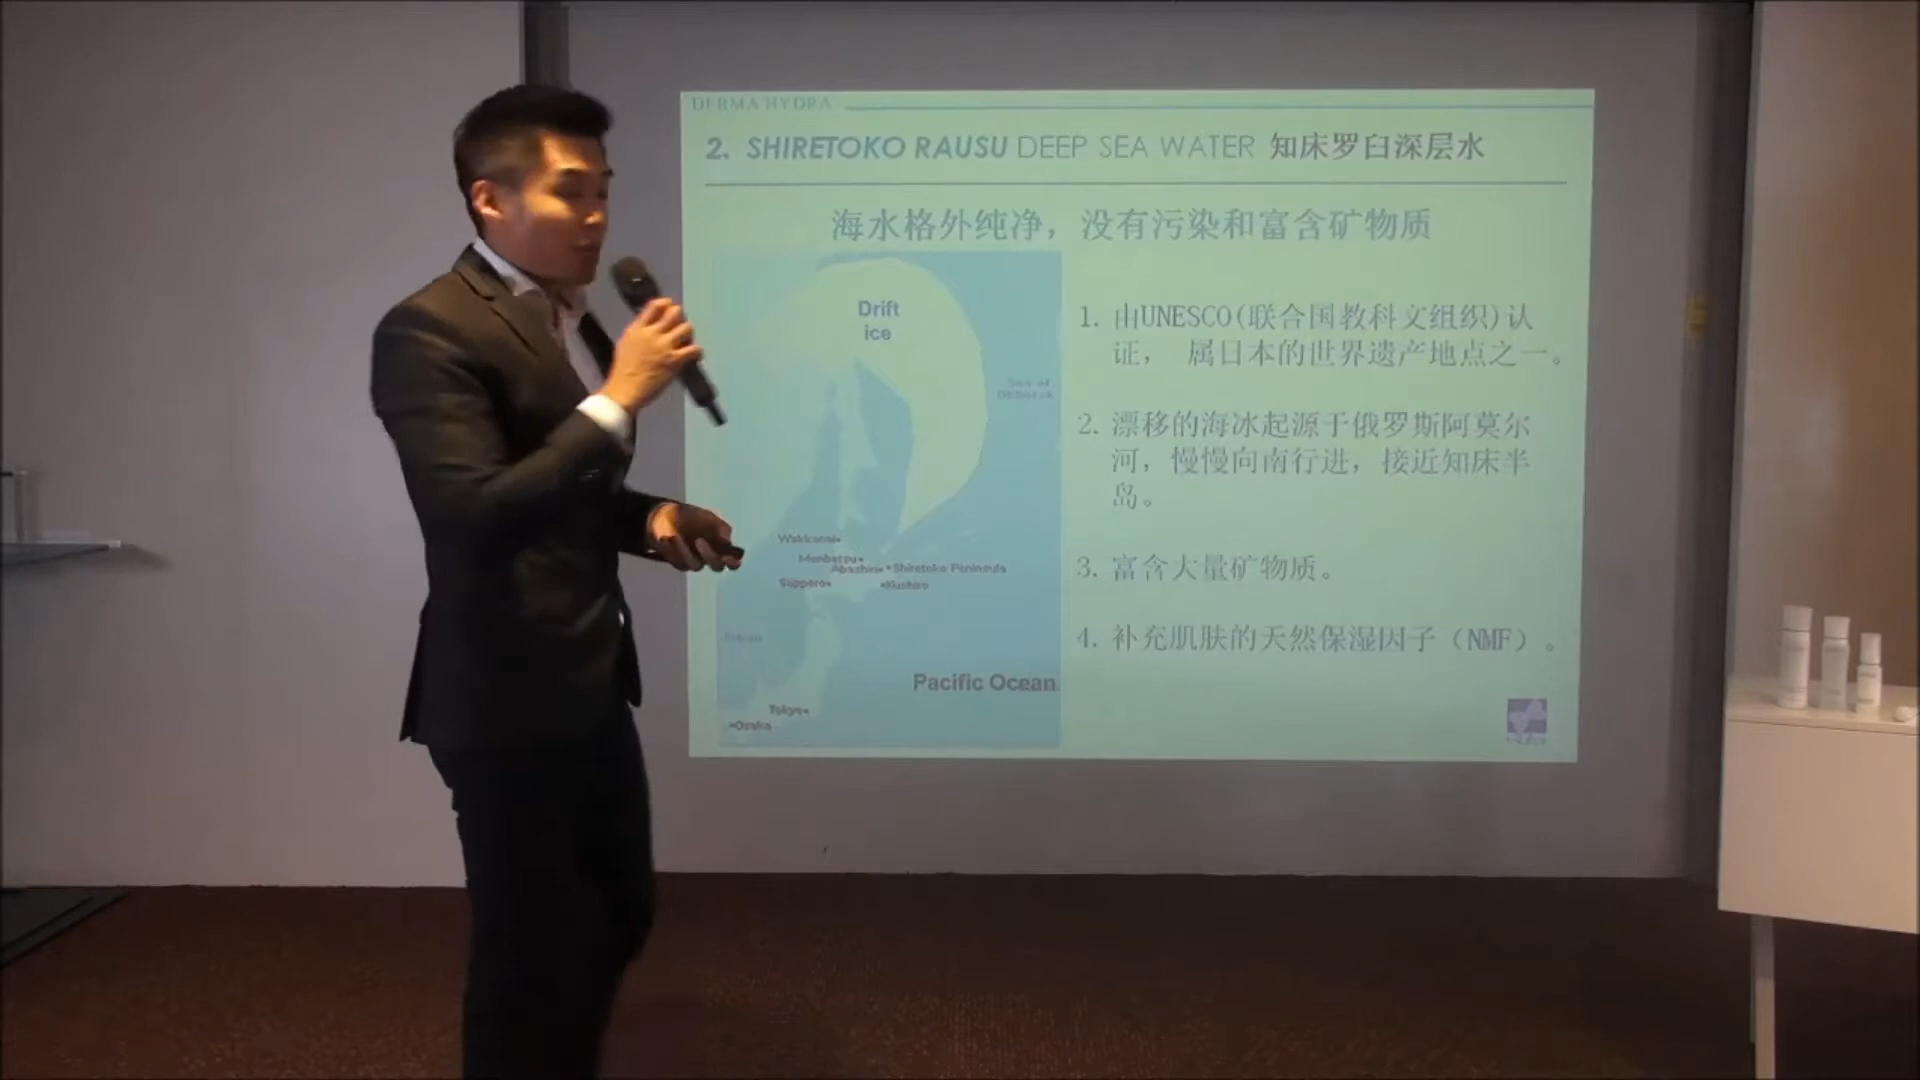 DERMA HYDRA
2. SHIRETOKO RAUSU DEEP SEA WATER 知床罗臼深层水
海水格外纯净，没有污染和富含矿物质
Drift
ice
Sea of
Okhotsk
Wakkanai
Monbetsu
Abashiri
Shiretoko Peninsula
Sapporo
Kushiro
Pacific Ocean
Tokyo
Osaka
1. 由UNESCO(联合国教科文组织)认
证， 属日本的世界遗产地点之一。
2. 漂移的海冰起源于俄罗斯阿莫尔
河，慢慢向南行进，接近知床半
岛。
3. 富含大量矿物质。
4. 补充肌肤的天然保湿因子（NMF）。